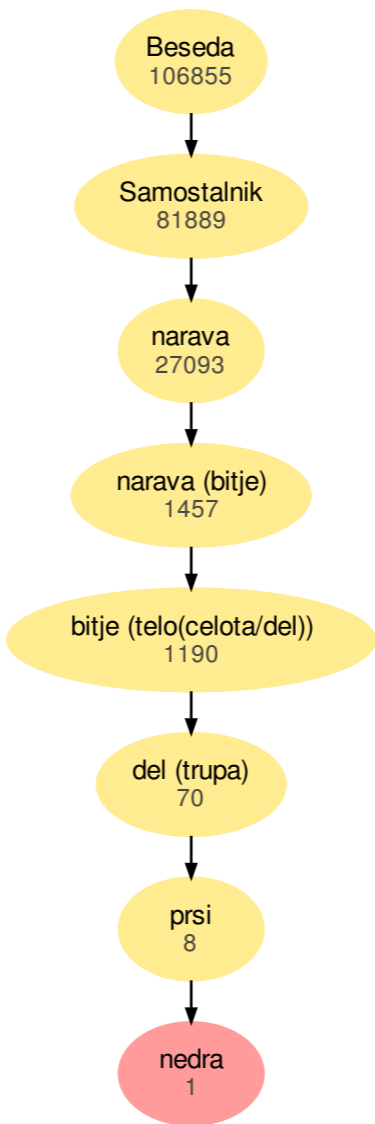 Beseda
106855
Samostalnik
81889
narava
27093
narava (bitje)
1457
bitje (telo(celota/del))
1190
del (trupa)
70
prsi
8
nedra
1